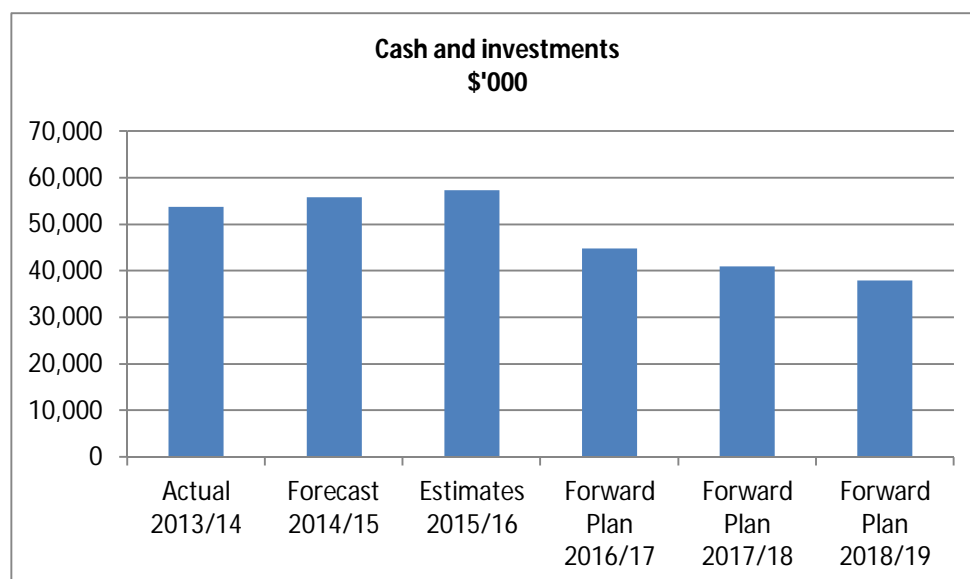 Cash and investments
$'000
70,000
60,000
50,000
40,000
30,000
20,000
10,000
0
Actual
2013/14
Forecast
2014/15
Estimates
2015/16
Forward
Plan
2016/17
Forward
Plan
2017/18
Forward
Plan
2018/19